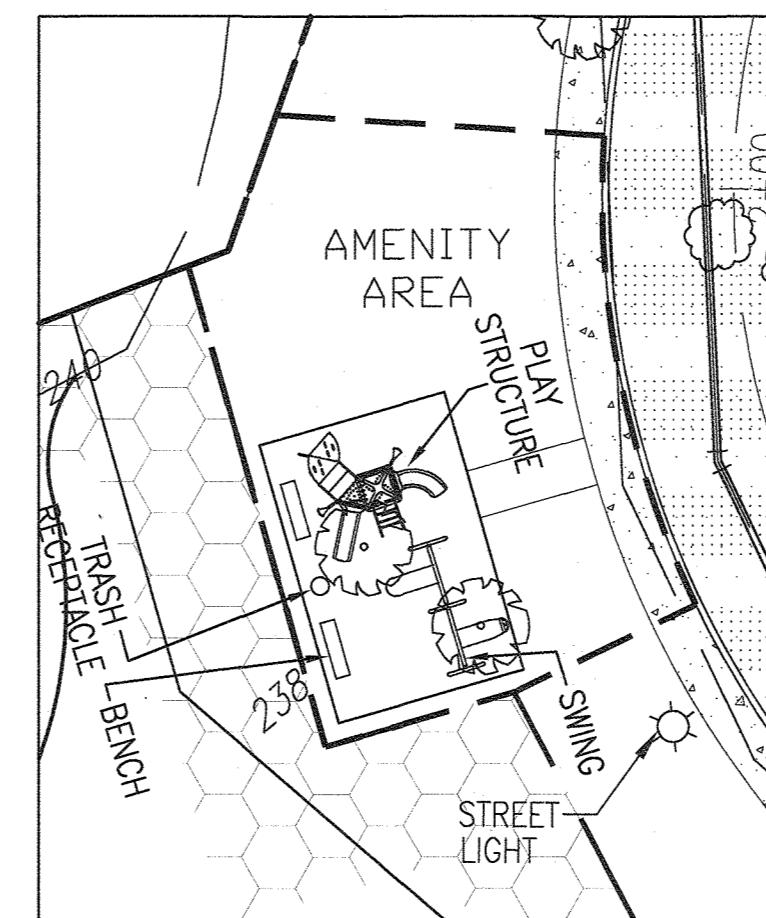 AMENITY
AREA
PLAY
STRUCTURE
240
TRASH
RECEPTACLE
BENCH
238
SWING
STREET
LIGHT